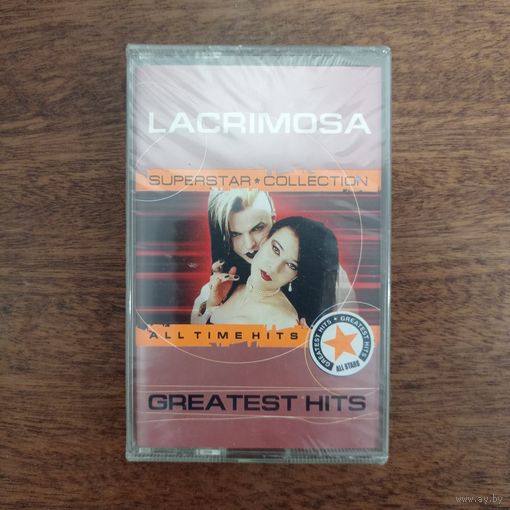 LACRIMOSA
SUPERSTAR ★ COLLECTION
ALL TIME HITS
GREATEST HITS ★ GREATEST HITS ★
ALL STARS
GREATEST HITS
www.ay.by